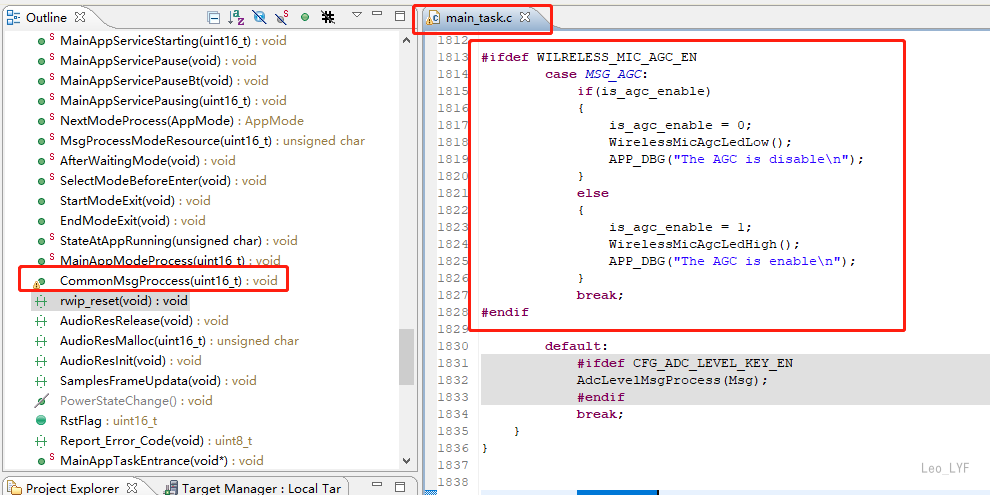 Outline
MainAppServiceStarting(uint16_t) : void
MainAppServicePause(void) : void
MainAppServicePauseBt(void) : void
MainAppServicePausing(void) : void
NextModeProcess(AppMode) : AppMode
MsgProcessModeResource(uint16_t) : unsigned char
AfterWaitingMode(void) : void
SelectModeBeforeEnter(void) : void
StartModeExit(void) : void
EndModeExit(void) : void
StateAtAppRunning(unsigned char) : void
MainAppModeProcess(uint16_t) : void
CommonMsgProccess(uint16_t) : void
rwip_reset(void) : void
AudioResRelease(void) : void
AudioResMalloc(uint16_t) : unsigned char
AudioResInit(void) : void
SamplesFrameUpdata(void) : void
PowerStateChange() : void
RstFlag : uint16_t
Report_Error_Code(void) : uint8_t
MainAppTaskEntrance(void*) : void
Project Explorer Target Manager : Local Tar
main_task.c
1812
1813 #ifdef WILRELESS_MIC_AGC_EN
1814 case MSG_AGC:
1815 if(is_agc_enable)
1816 {
1817 is_agc_enable = 0;
1818 WirelessMicAgcLedLow();
1819 APP_DBG("The AGC is disable\n");
1820 }
1821 else
1822 {
1823 is_agc_enable = 1;
1824 WirelessMicAgcLedHigh();
1825 APP_DBG("The AGC is enable\n");
1826 }
1827 break;
1828 #endif
1829
1830 default:
1831 #ifdef CFG_ADC_LEVEL_KEY_EN
1832 AdcLevelMsgProcess(Msg);
1833 #endif
1834 break;
1835 }
1836 }
1837
1838
Leo_LYF